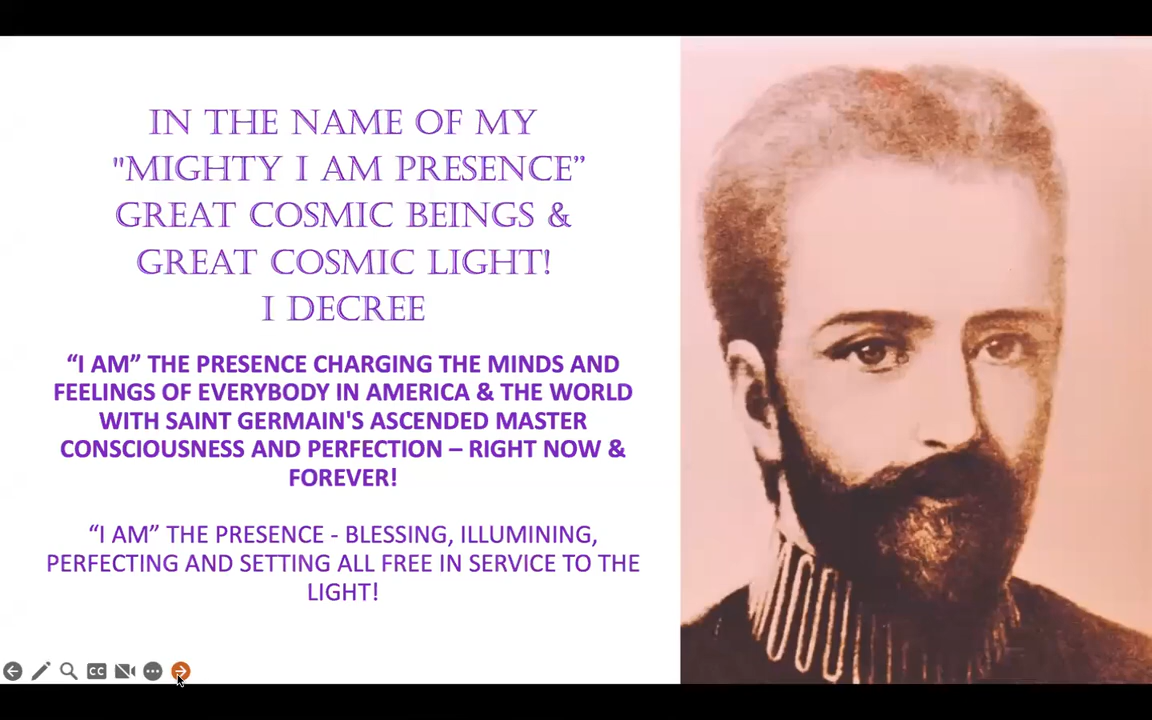 IN THE NAME OF MY
"MIGHTY I AM PRESENCE”
GREAT COSMIC BEINGS &
GREAT COSMIC LIGHT!
I DECREE
“I AM” THE PRESENCE CHARGING THE MINDS AND
FEELINGS OF EVERYBODY IN AMERICA & THE WORLD
WITH SAINT GERMAIN'S ASCENDED MASTER
CONSCIOUSNESS AND PERFECTION – RIGHT NOW &
FOREVER!
“I AM” THE PRESENCE - BLESSING, ILLUMINING,
PERFECTING AND SETTING ALL FREE IN SERVICE TO THE
LIGHT!
CC